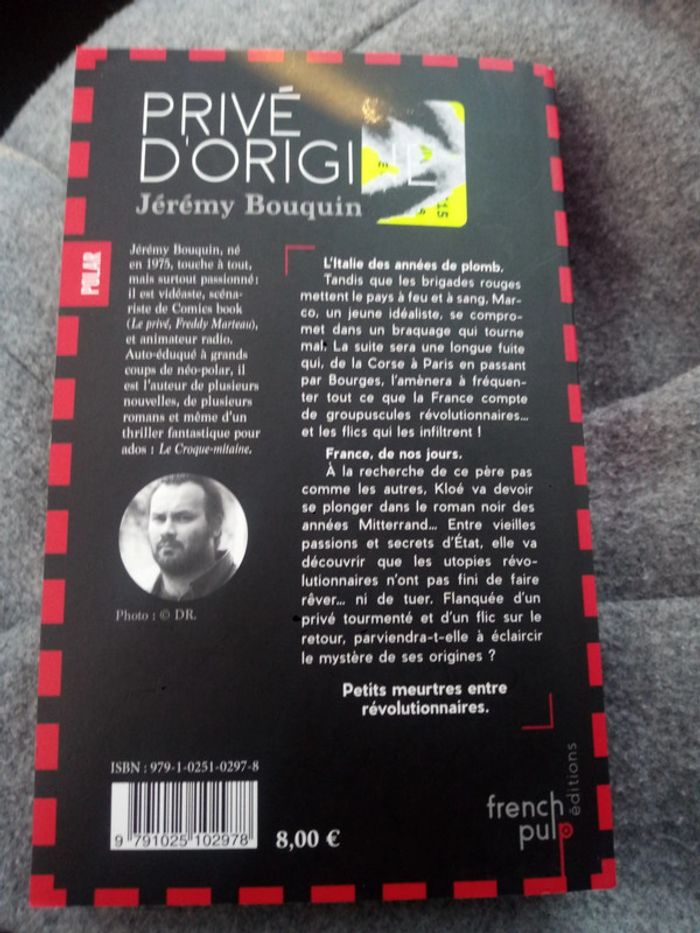 PRIVÉ
D'ORIGINE
Jérémy Bouquin
POLAR
Jérémy Bouquin, né
en 1975, touche à tout,
mais surtout passionné :
il est vidéaste, scéna-
riste de Comics book
(Le privé, Freddy Marteau),
et animateur radio.
Auto-éduqué à grands
coups de néo-polar, il
est l'auteur de plusieurs
nouvelles, de plusieurs
romans et même d'un
thriller fantastique pour
ados : Le Croque-mitaine.
Photo : © DR.
L'Italie des années de plomb.
Tandis que les brigades rouges
mettent le pays à feu et à sang, Mar-
co, un jeune idéaliste, se compro-
met dans un braquage qui tourne
mal. La suite sera une longue fuite
qui, de la Corse à Paris en passant
par Bourges, l'amènera à fréquen-
ter tout ce que la France compte
de groupuscules révolutionnaires...
et les flics qui les infiltrent !
France, de nos jours.
À la recherche de ce père pas
comme les autres, Kloé va devoir
se plonger dans le roman noir des
années Mitterrand... Entre vieilles
passions et secrets d'État, elle va
découvrir que les utopies révo-
lutionnaires n'ont pas fini de faire
rêver... ni de tuer. Flanquée d'un
privé tourmenté et d'un flic sur le
retour, parviendra-t-elle à éclaircir
le mystère de ses origines ?
Petits meurtres entre
révolutionnaires.
ISBN : 979-1-0251-0297-8
9 791025 102978
8,00 €
french
pulp
éditions